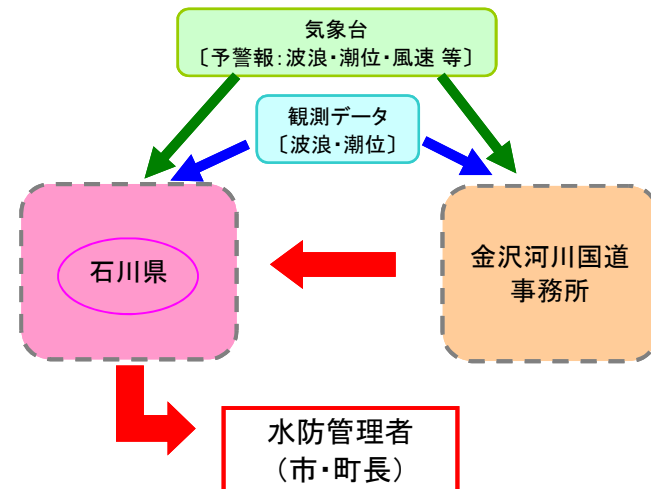 気象台
〔予警報:波浪・潮位・風速 等〕
観測データ
〔波浪・潮位〕
石川県
金沢河川国道
事務所
水防管理者
（市・町長）